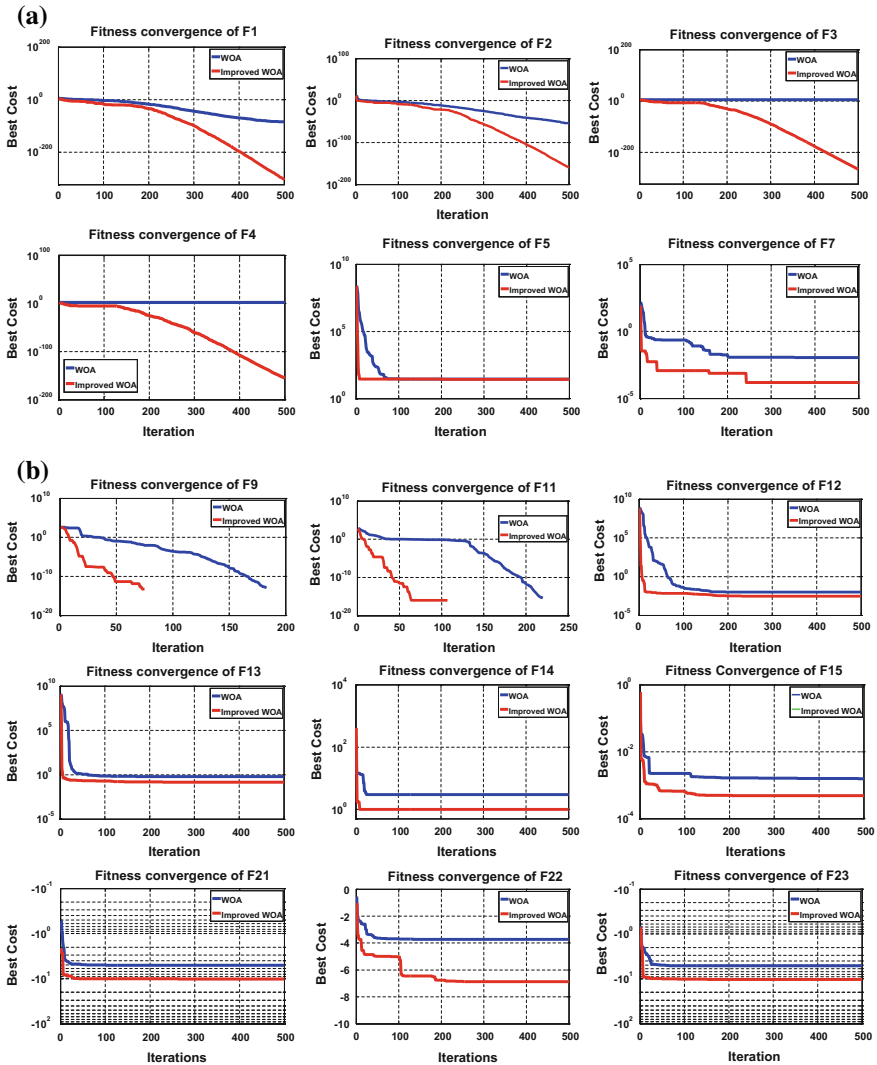 (a)
Fitness convergence of F1
Best Cost
10^200
10^0
10^-200
0 100 200 300 400 500
WOA
Improved WOA
Fitness convergence of F2
Best Cost
10^100
10^0
10^-100
10^-200
0 100 200 300 400 500
Iteration
WOA
Improved WOA
Fitness convergence of F3
Best Cost
10^200
10^0
10^-200
0 100 200 300 400 500
WOA
Improved WOA
Fitness convergence of F4
Best Cost
10^100
10^0
10^-100
10^-200
0 100 200 300 400 500
Iteration
WOA
Improved WOA
Fitness convergence of F5
Best Cost
10^10
10^5
10^0
0 100 200 300 400 500
Iteration
WOA
Improved WOA
Fitness convergence of F7
Best Cost
10^5
10^0
10^-5
0 100 200 300 400 500
Iteration
WOA
Improved WOA
(b)
Fitness convergence of F9
Best Cost
10^10
10^0
10^-10
10^-20
0 50 100 150 200
Iteration
WOA
Improved WOA
Fitness convergence of F11
Best Cost
10^10
10^0
10^-10
10^-20
0 50 100 150 200 250
Iteration
WOA
Improved WOA
Fitness convergence of F12
Best Cost
10^10
10^5
10^0
10^-5
0 100 200 300 400 500
Iteration
WOA
Improved WOA
Fitness convergence of F13
Best Cost
10^10
10^5
10^0
10^-5
0 100 200 300 400 500
Iteration
WOA
Improved WOA
Fitness convergence of F14
Best Cost
10^4
10^2
10^0
0 100 200 300 400 500
Iterations
WOA
Improved WOA
Fitness Convergence of F15
Best Cost
10^0
10^-2
10^-4
0 100 200 300 400 500
Iterations
WOA
Improved WOA
Fitness convergence of F21
Best Cost
-10^-1
-10^0
-10^1
-10^2
0 100 200 300 400 500
Iterations
WOA
Improved WOA
Fitness convergence of F22
Best Cost
0
-2
-4
-6
-8
-10
0 100 200 300 400 500
Iterations
WOA
Improved WOA
Fitness convergence of F23
Best Cost
-10^-1
-10^0
-10^1
-10^2
0 100 200 300 400 500
Iteration
WOA
Improved WOA